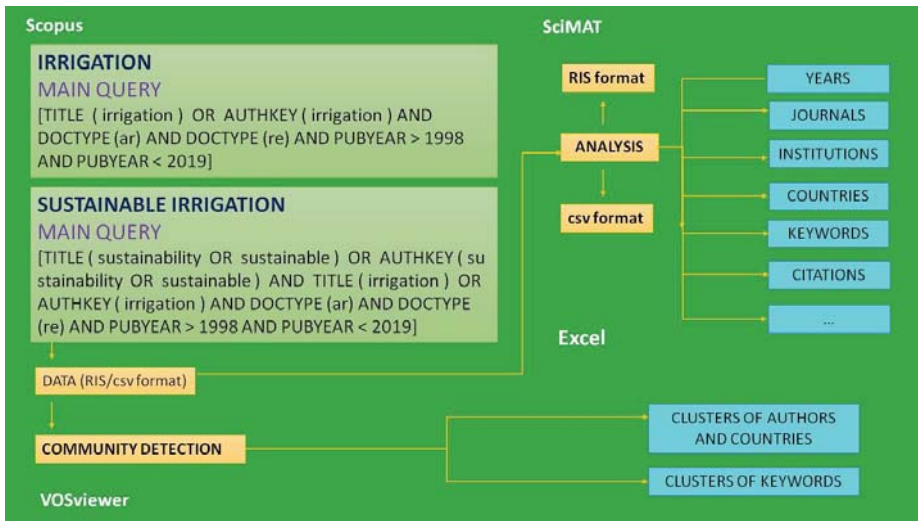 Scopus
IRRIGATION
MAIN QUERY
[TITLE ( irrigation ) OR AUTHKEY ( irrigation ) AND
DOCTYPE (ar) AND DOCTYPE (re) AND PUBYEAR > 1998
AND PUBYEAR < 2019]
SUSTAINABLE IRRIGATION
MAIN QUERY
[TITLE ( sustainability OR sustainable ) OR AUTHKEY ( su
stainability OR sustainable ) AND TITLE ( irrigation ) OR
AUTHKEY ( irrigation ) AND DOCTYPE (ar) AND DOCTYPE
(re) AND PUBYEAR > 1998 AND PUBYEAR < 2019]
DATA (RIS/csv format)
COMMUNITY DETECTION
VOSviewer
SciMAT
RIS format
ANALYSIS
csv format
Excel
YEARS
JOURNALS
INSTITUTIONS
COUNTRIES
KEYWORDS
CITATIONS
...
CLUSTERS OF AUTHORS
AND COUNTRIES
CLUSTERS OF KEYWORDS